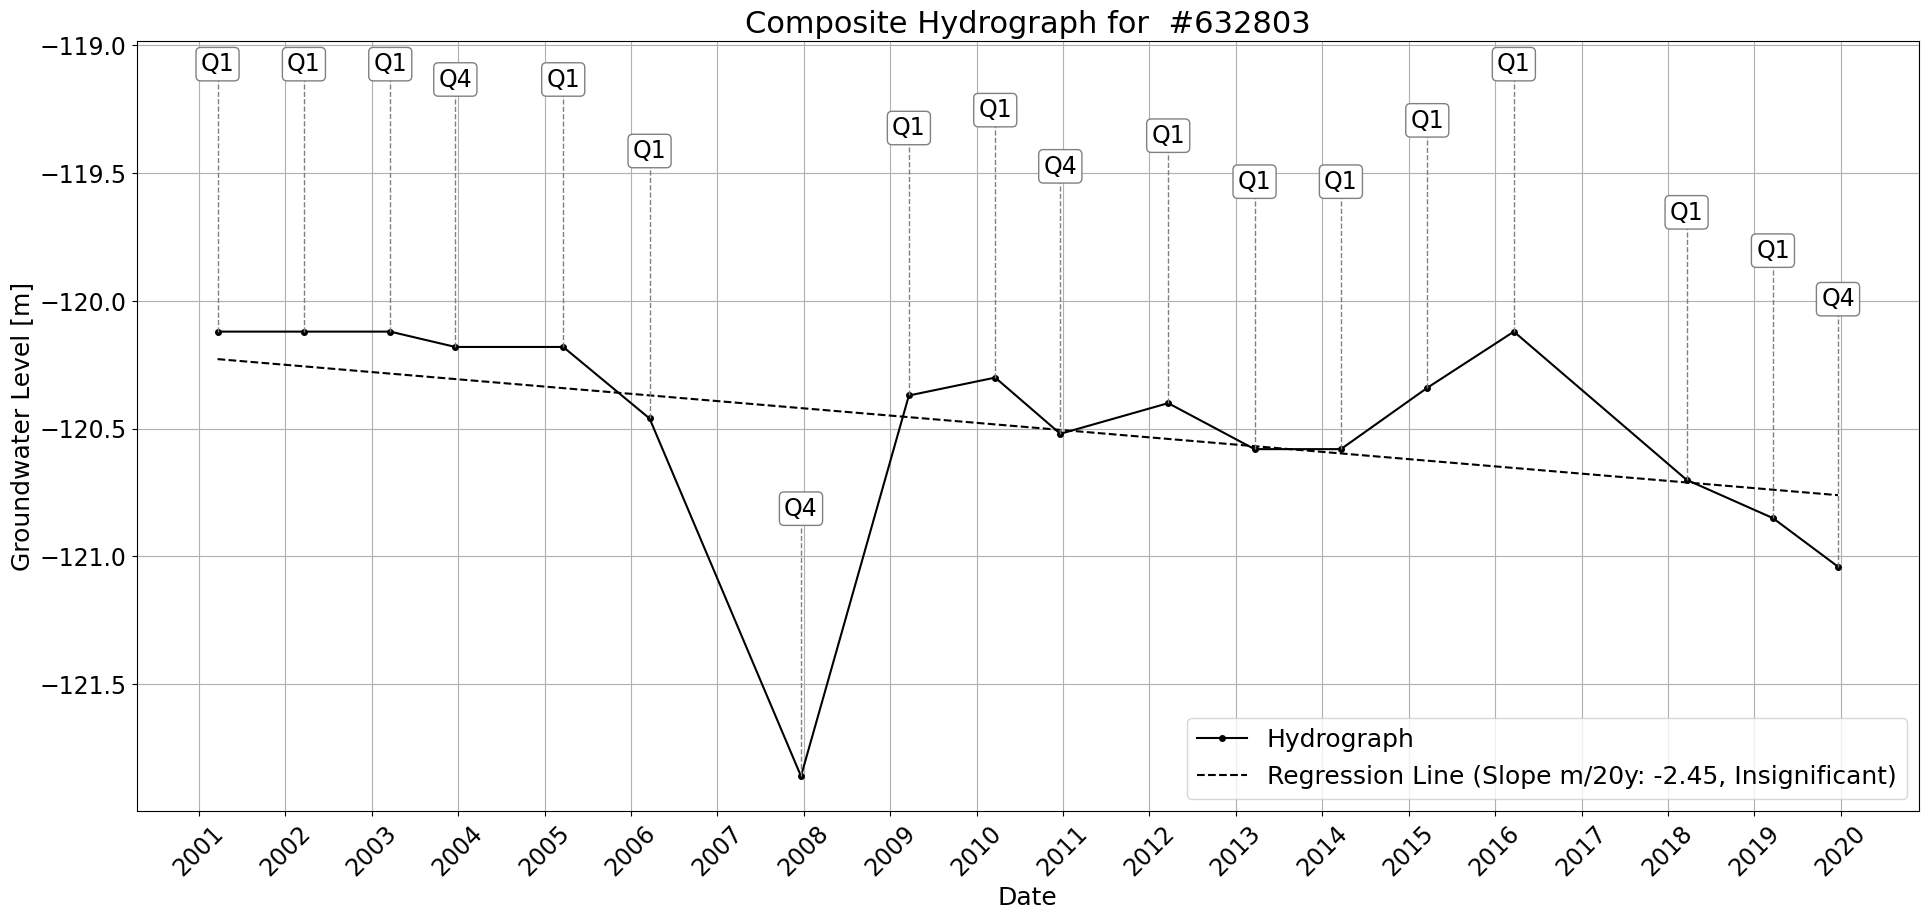 Composite Hydrograph for  #632803
Groundwater Level [m]
−119.0
−119.5
−120.0
−120.5
−121.0
−121.5
Q1
Q1
Q1
Q4
Q1
Q1
Q4
Q1
Q1
Q4
Q1
Q1
Q1
Q1
Q1
Q1
Q1
Q4
Hydrograph
Regression Line (Slope m/20y: -2.45, Insignificant)
2001
2002
2003
2004
2005
2006
2007
2008
2009
2010
2011
2012
2013
2014
2015
2016
2017
2018
2019
2020
Date